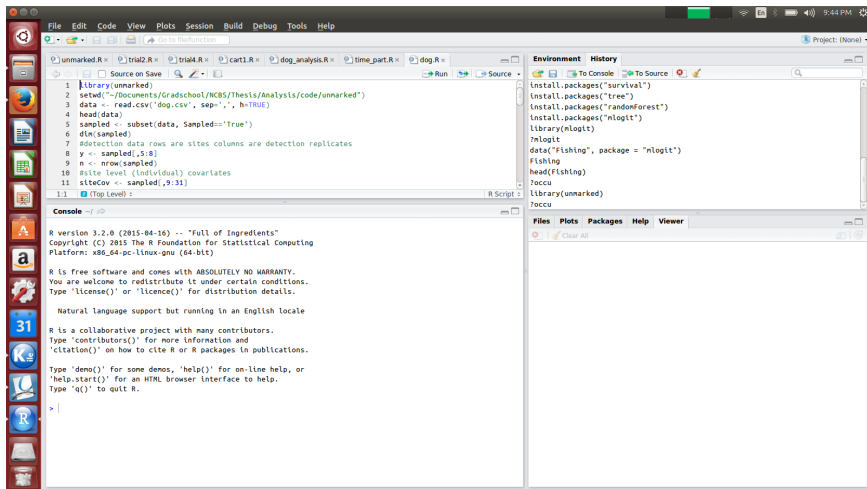 File Edit Code View Plots Session Build Debug Tools Help
En 9:44 PM
Go to file/function
Project: (None)
unmarked.R × trial2.R × trial4.R × cart1.R × dog_analysis.R × time_part.R × dog.R ×
Source on Save Run Source
1 library(unmarked)
2 setwd("~/Documents/Gradschool/NCBS/Thesis/Analysis/code/unmarked")
3 data <- read.csv('dog.csv', sep=',', h=TRUE)
4 head(data)
5 sampled <- subset(data, Sampled=='True')
6 dim(sampled)
7 #detection data rows are sites columns are detection replicates
8 y <- sampled[,5:8]
9 n <- nrow(sampled)
10 #site level (individual) covariates
11 siteCov <- sampled[,9:31]
1:1 (Top Level) R Script
Console ~/
R version 3.2.0 (2015-04-16) -- "Full of Ingredients"
Copyright (C) 2015 The R Foundation for Statistical Computing
Platform: x86_64-pc-linux-gnu (64-bit)
R is free software and comes with ABSOLUTELY NO WARRANTY.
You are welcome to redistribute it under certain conditions.
Type 'license()' or 'licence()' for distribution details.
Natural language support but running in an English locale
R is a collaborative project with many contributors.
Type 'contributors()' for more information and
'citation()' on how to cite R or R packages in publications.
Type 'demo()' for some demos, 'help()' for on-line help, or
'help.start()' for an HTML browser interface to help.
Type 'q()' to quit R.
>
Environment History
To Console To Source
install.packages("survival")
install.packages("tree")
install.packages("randomForest")
install.packages("mlogit")
library(mlogit)
?mlogit
data("Fishing", package = "mlogit")
Fishing
head(Fishing)
?occu
library(unmarked)
?occu
Files Plots Packages Help Viewer
Clear All
a
31
K
R